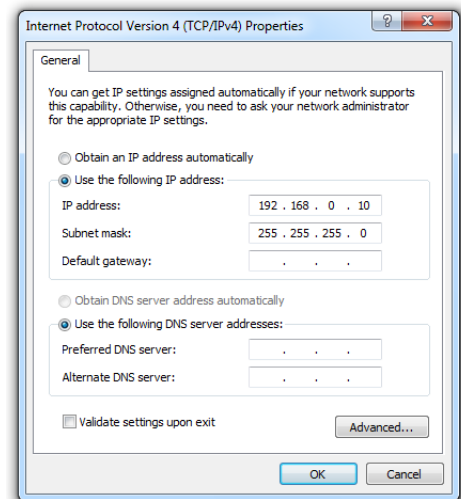 Internet Protocol Version 4 (TCP/IPv4) Properties
General
You can get IP settings assigned automatically if your network supports
this capability. Otherwise, you need to ask your network administrator
for the appropriate IP settings.
Obtain an IP address automatically
Use the following IP address:
IP address: 192 . 168 . 0 . 10
Subnet mask: 255 . 255 . 255 . 0
Default gateway: . . .
Obtain DNS server address automatically
Use the following DNS server addresses:
Preferred DNS server: . . .
Alternate DNS server: . . .
Validate settings upon exit
Advanced...
OK Cancel